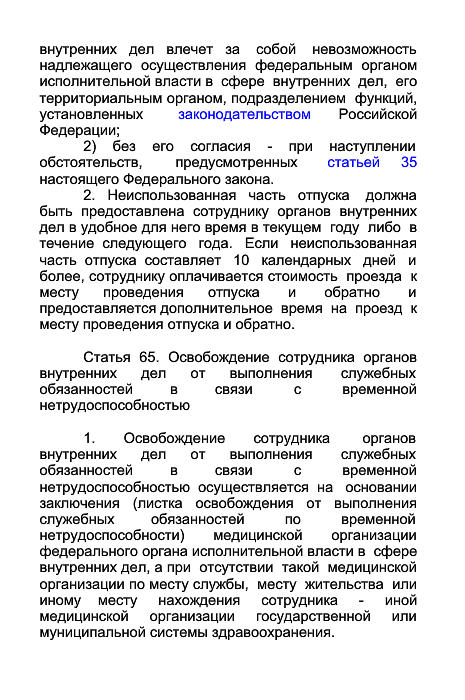 внутренних дел влечет за собой невозможность
надлежащего осуществления федеральным органом
исполнительной власти в сфере внутренних дел, его
территориальным органом, подразделением функций,
установленных законодательством Российской
Федерации;
2) без его согласия - при наступлении
обстоятельств, предусмотренных статьей 35
настоящего Федерального закона.
2. Неиспользованная часть отпуска должна
быть предоставлена сотруднику органов внутренних
дел в удобное для него время в текущем году либо в
течение следующего года. Если неиспользованная
часть отпуска составляет 10 календарных дней и
более, сотруднику оплачивается стоимость проезда к
месту проведения отпуска и обратно и
предоставляется дополнительное время на проезд к
месту проведения отпуска и обратно.
Статья 65. Освобождение сотрудника органов
внутренних дел от выполнения служебных
обязанностей в связи с временной
нетрудоспособностью
1. Освобождение сотрудника органов
внутренних дел от выполнения служебных
обязанностей в связи с временной
нетрудоспособностью осуществляется на основании
заключения (листка освобождения от выполнения
служебных обязанностей по временной
нетрудоспособности) медицинской организации
федерального органа исполнительной власти в сфере
внутренних дел, а при отсутствии такой медицинской
организации по месту службы, месту жительства или
иному месту нахождения сотрудника - иной
медицинской организации государственной или
муниципальной системы здравоохранения.